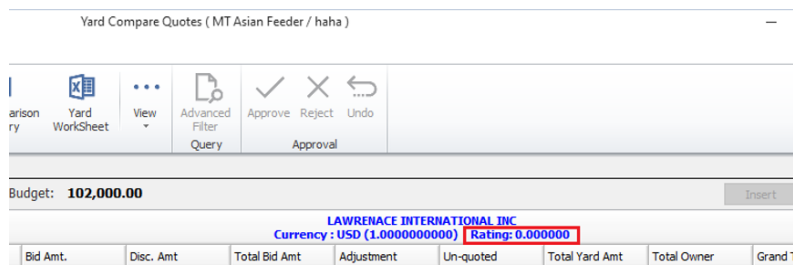 Yard Compare Quotes ( MT Asian Feeder / haha )
arison Yard View Advanced Approve Reject Undo
ry WorkSheet Filter
Query Approval
Budget: 102,000.00 Insert
LAWRENACE INTERNATIONAL INC
Currency : USD (1.0000000000) Rating: 0.000000
Bid Amt. Disc. Amt Total Bid Amt Adjustment Un-quoted Total Yard Amt Total Owner Grand T